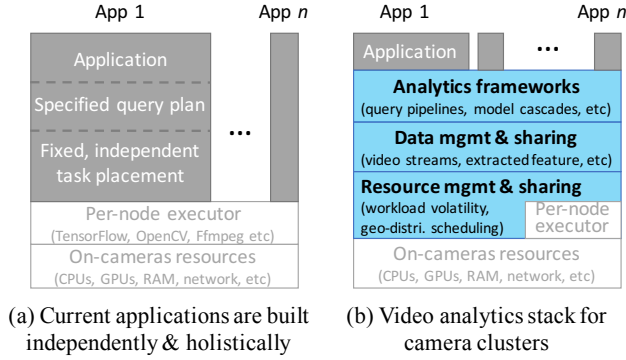 App 1
App n
Application
Specified query plan
Fixed, independent
task placement
...
Per-node executor
(TensorFlow, OpenCV, Ffmpeg etc)
On-cameras resources
(CPUs, GPUs, RAM, network, etc)
(a) Current applications are built
independently & holistically
App 1
App n
Application
...
Analytics frameworks
(query pipelines, model cascades, etc)
Data mgmt & sharing
(video streams, extracted feature, etc)
Resource mgmt & sharing
(workload volatility,
geo-distri. scheduling)
Per-node
executor
On-cameras resources
(CPUs, GPUs, RAM, network, etc)
(b) Video analytics stack for
camera clusters